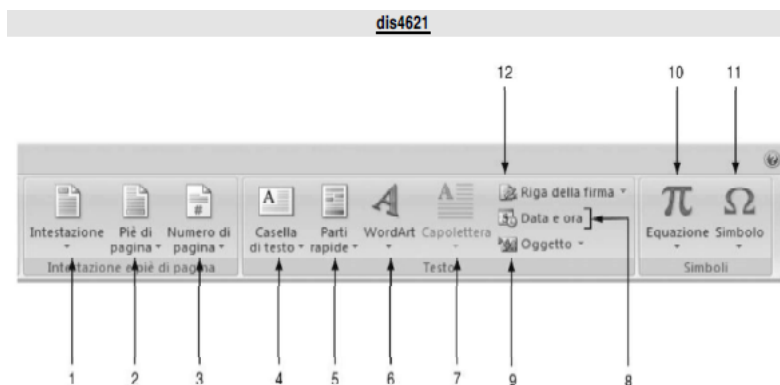 dis4621
12 10 11
A
Riga della firma
#
π Ω
Data e ora
Intestazione Piè di pagina Numero di pagina Casella di testo Parti rapide WordArt Capolettera Oggetto Equazione Simbolo
Intestazione e piè di pagina Testo Simboli
1 2 3 4 5 6 7 9 8